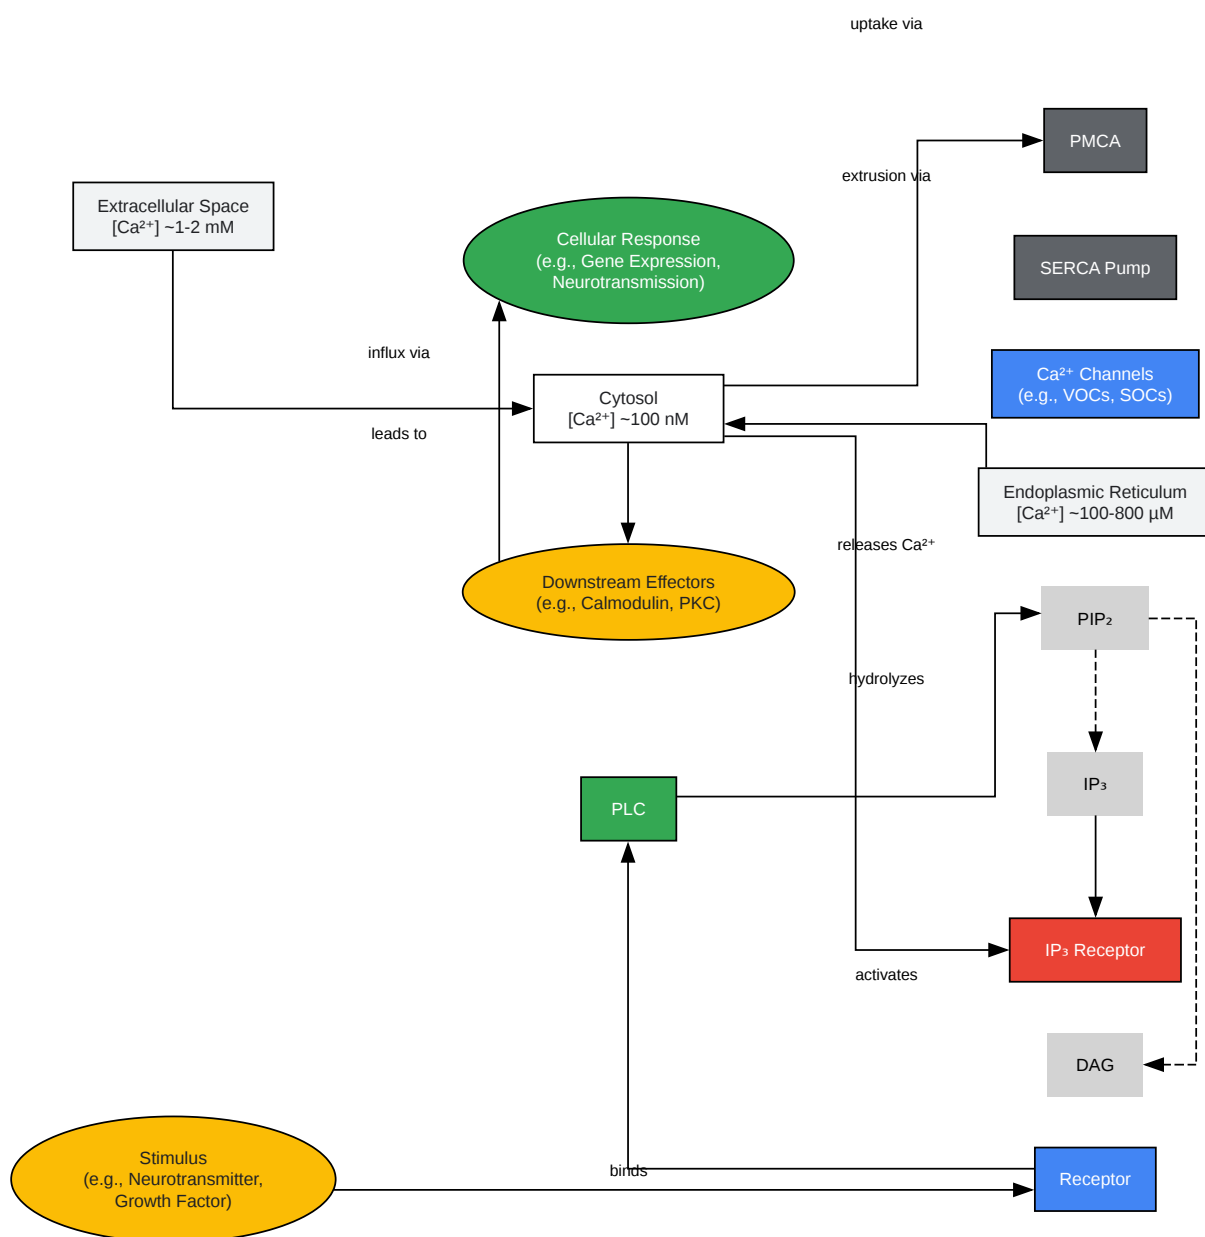 uptake via
PMCA
extrusion via
Extracellular Space
[Ca²⁺] ~1-2 mM
Cellular Response
(e.g., Gene Expression,
Neurotransmission)
SERCA Pump
influx via
Ca²⁺ Channels
(e.g., VOCs, SOCs)
Cytosol
[Ca²⁺] ~100 nM
leads to
Endoplasmic Reticulum
[Ca²⁺] ~100-800 µM
releases Ca²⁺
Downstream Effectors
(e.g., Calmodulin, PKC)
PIP₂
hydrolyzes
IP₃
PLC
IP₃ Receptor
activates
DAG
Stimulus
(e.g., Neurotransmitter,
Growth Factor)
binds
Receptor